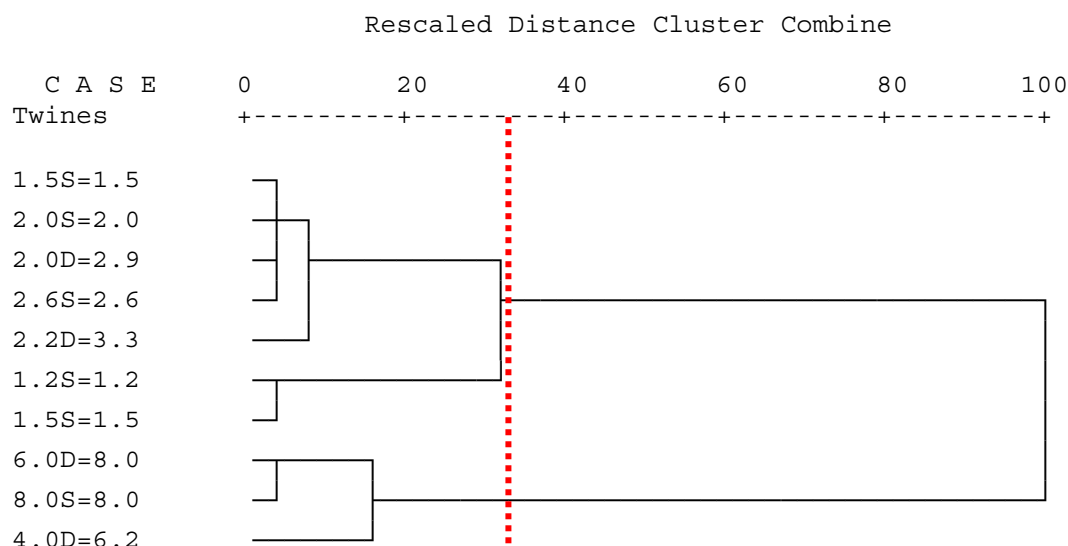 Rescaled Distance Cluster Combine
C A S E 0 20 40 60 80 100
Twines +---------+---------+---------+---------+---------+
1.5S=1.5
2.0S=2.0
2.0D=2.9
2.6S=2.6
2.2D=3.3
1.2S=1.2
1.5S=1.5
6.0D=8.0
8.0S=8.0
4.0D=6.2